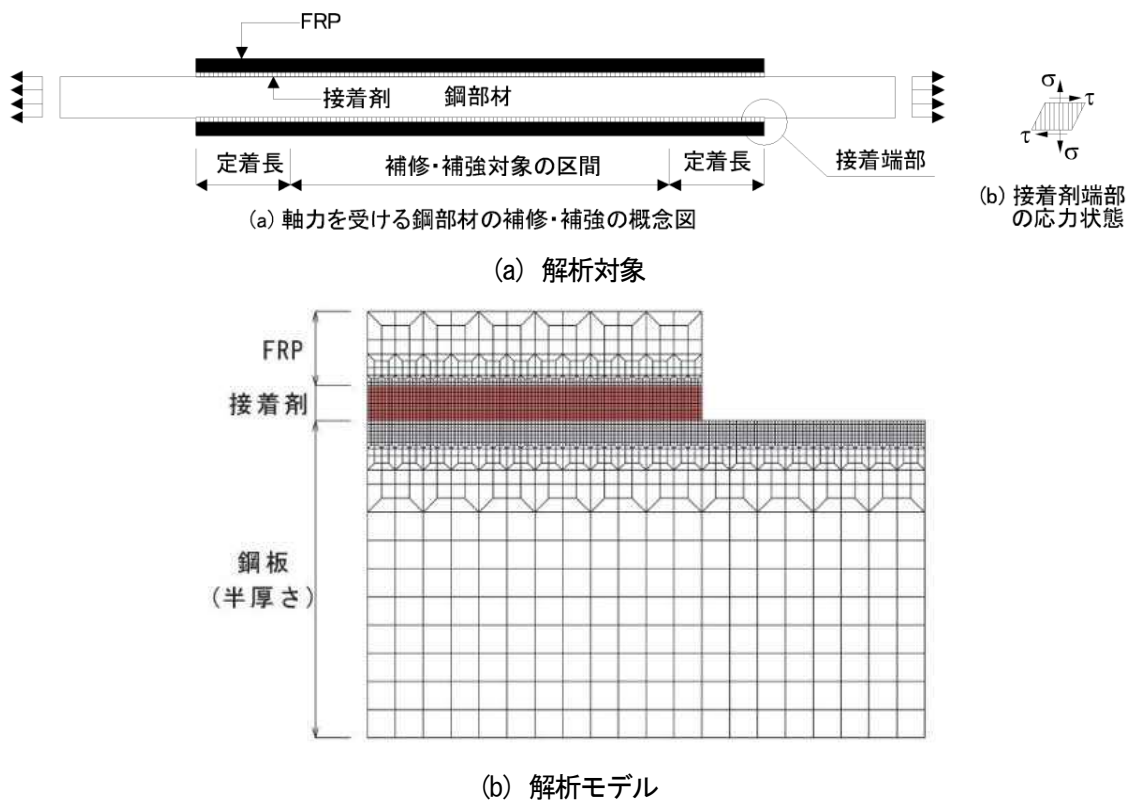 FRP
接着剤
鋼部材
定着長
補修・補強対象の区間
定着長
接着端部
(a) 軸力を受ける鋼部材の補修・補強の概念図
σ
τ
τ
σ
(b) 接着剤端部
の応力状態
(a) 解析対象
FRP
接着剤
鋼板
(半厚さ)
(b) 解析モデル